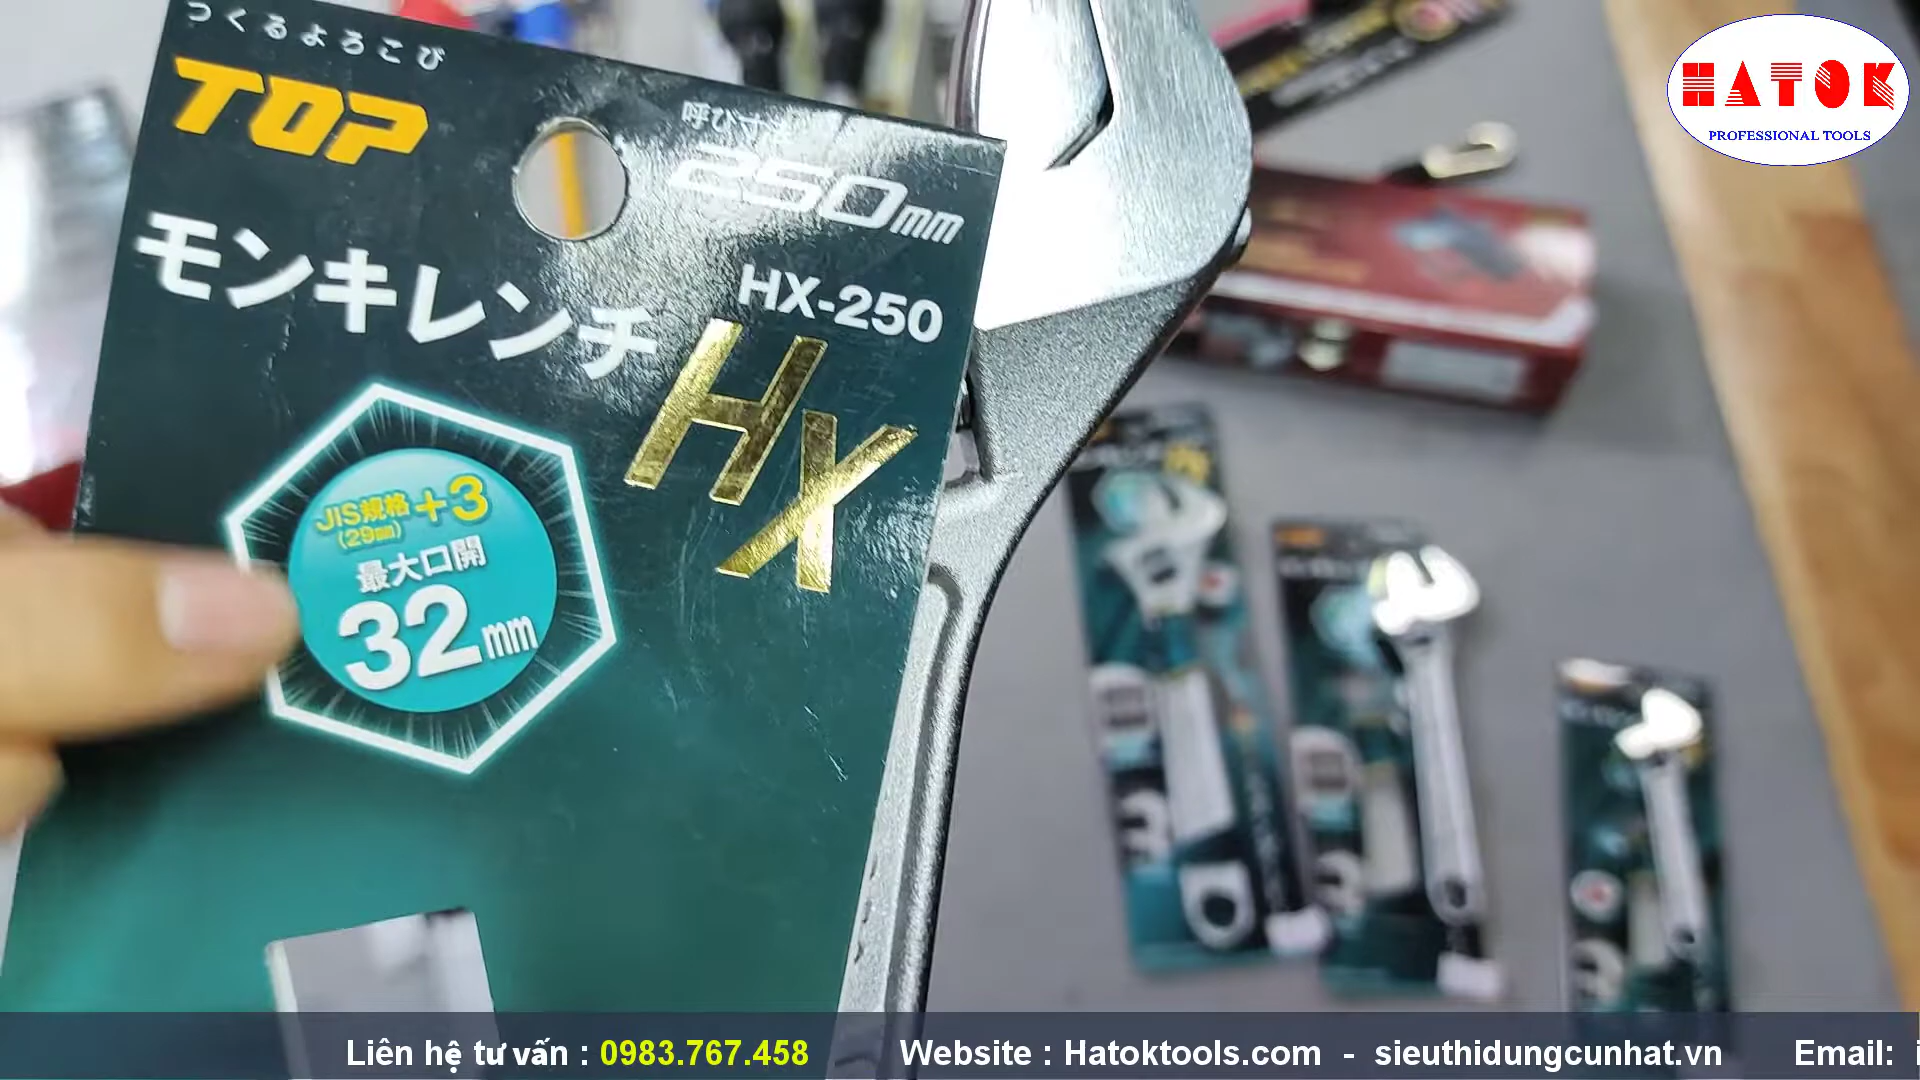 つくるよろこび
TOP
呼び寸法
250mm
モンキレンチ
HX-250
HX
JIS規格+3
(29mm)
最大口開
32mm
HATOK
PROFESSIONAL TOOLS
Liên hệ tư vấn : 0983.767.458 Website : Hatoktools.com - sieuthidungcunhat.vn Email: